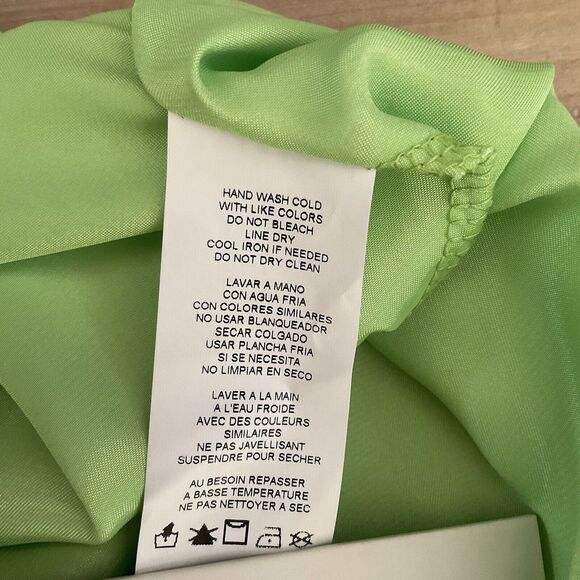 HAND WASH COLD
WITH LIKE COLORS
DO NOT BLEACH
LINE DRY
COOL IRON IF NEEDED
DO NOT DRY CLEAN
LAVAR A MANO
CON AGUA FRIA
CON COLORES SIMILARES
NO USAR BLANQUEADOR
SECAR COLGADO
USAR PLANCHA FRIA
SI SE NECESITA
NO LIMPIAR EN SECO
LAVER A LA MAIN
A L'EAU FROIDE
AVEC DES COULEURS
SIMILAIRES
NE PAS JAVELLISANT
SUSPENDRE POUR SECHER
AU BESOIN REPASSER
A BASSE TEMPERATURE
NE PAS NETTOYER A SEC